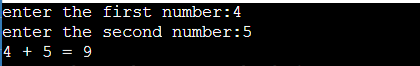 enter the first number:4
enter the second number:5
4 + 5 = 9